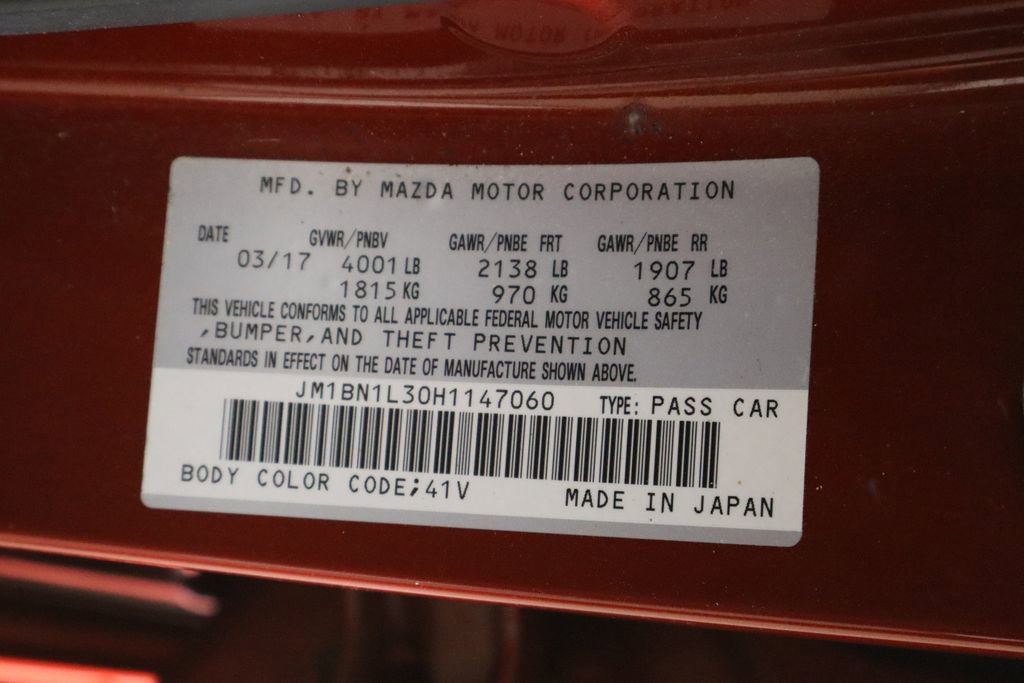 MFD. BY MAZDA MOTOR CORPORATION
DATE GVWR/PNBV GAWR/PNBE FRT GAWR/PNBE RR
03/17 4001 LB 2138 LB 1907 LB
1815 KG 970 KG 865 KG
THIS VEHICLE CONFORMS TO ALL APPLICABLE FEDERAL MOTOR VEHICLE SAFETY
,BUMPER,AND THEFT PREVENTION
STANDARDS IN EFFECT ON THE DATE OF MANUFACTURE SHOWN ABOVE.
JM1BN1L30H1147060 TYPE: PASS CAR
BODY COLOR CODE;41V MADE IN JAPAN